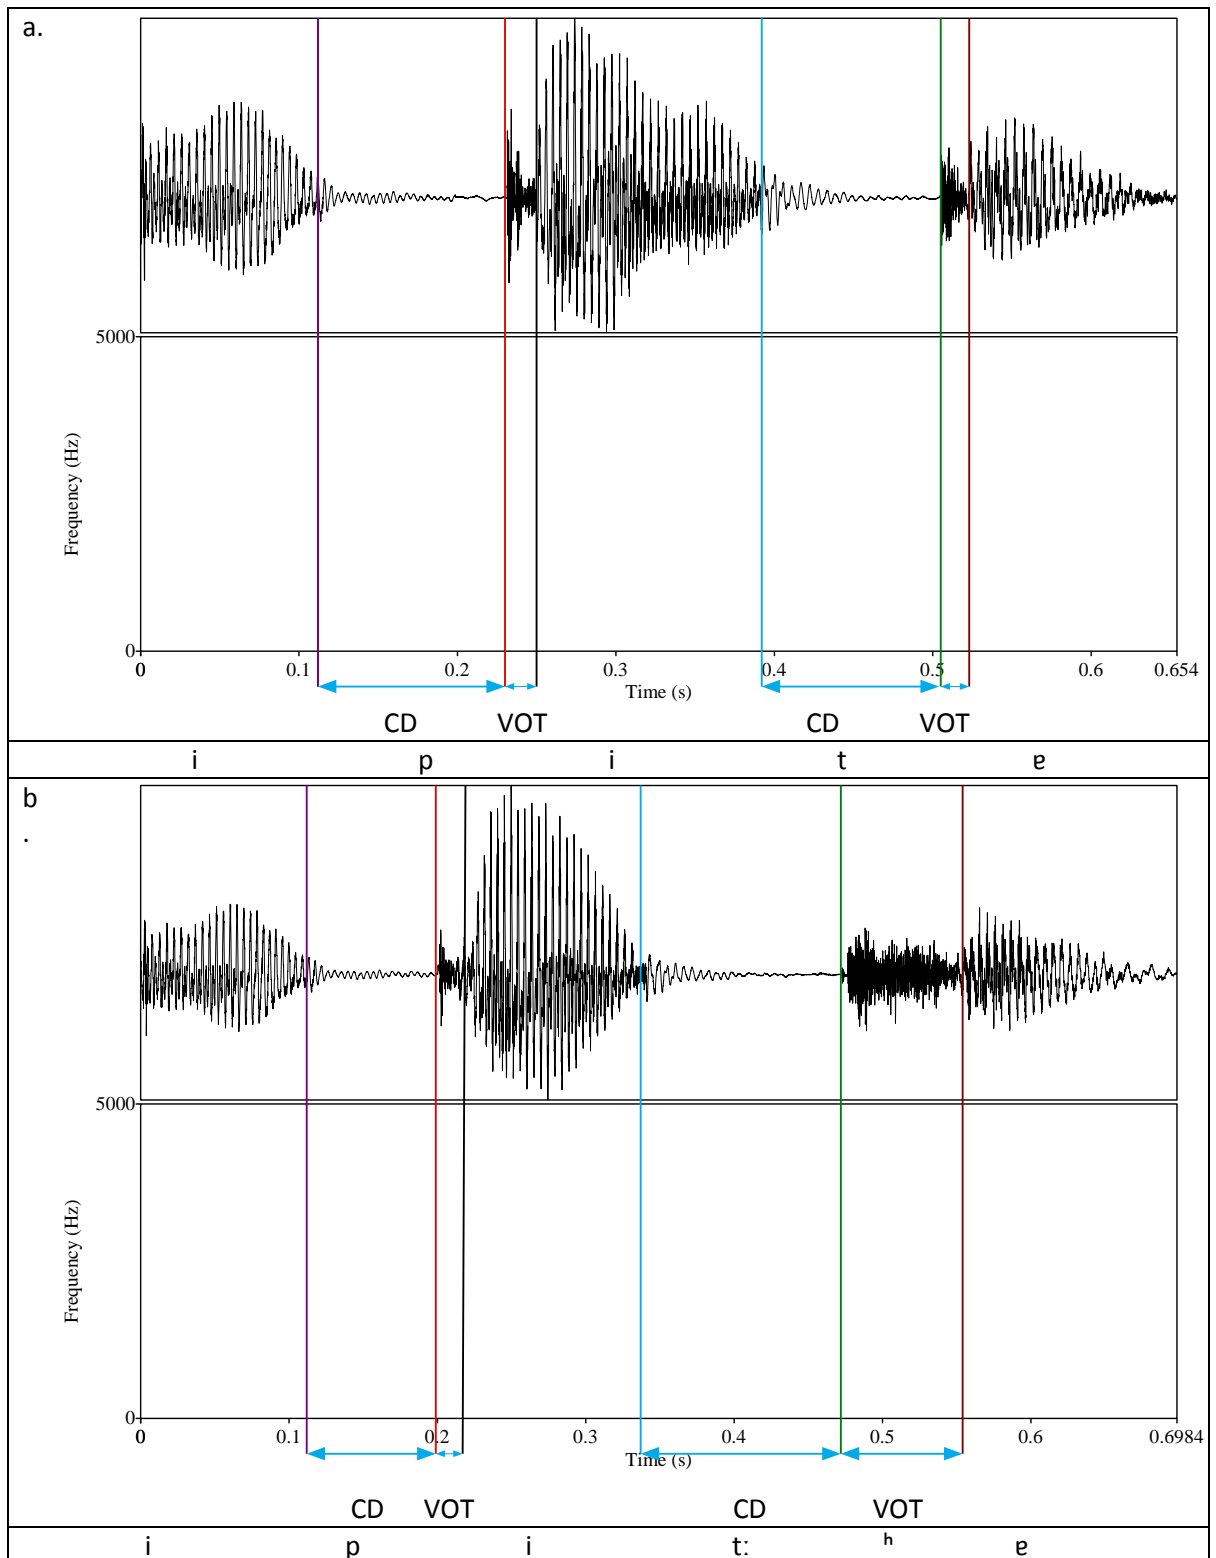 a.
5000
Frequency (Hz)
0
0 0.1 0.2 0.3 0.4 0.5 0.6 0.654
Time (s)
CD VOT CD VOT
i p i t ɐ
b
.
5000
Frequency (Hz)
0
0 0.1 0.2 0.3 0.4 0.5 0.6 0.6984
Time (s)
CD VOT CD VOT
i p i tː ʰ ɐ